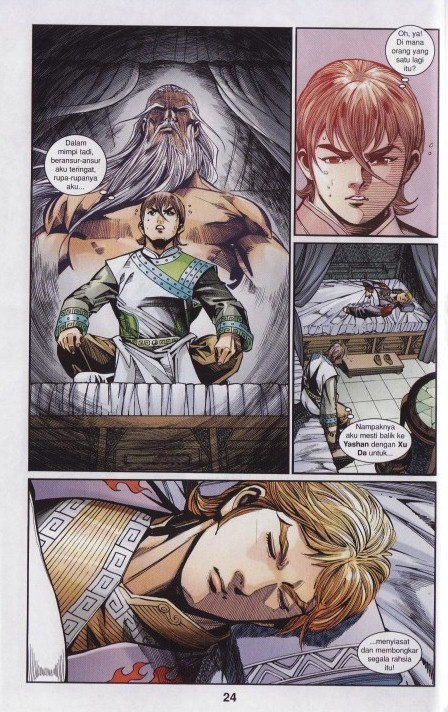 Dalam
mimpi tadi,
beransur-ansur
aku teringat,
rupa-rupanya
aku...
Oh, ya!
Di mana
orang yang
satu lagi
itu?
Nampaknya
aku mesti balik ke
Yashan dengan Xu
Da untuk...
...menyiasat
dan membongkar
segala rahsia
itu!
24